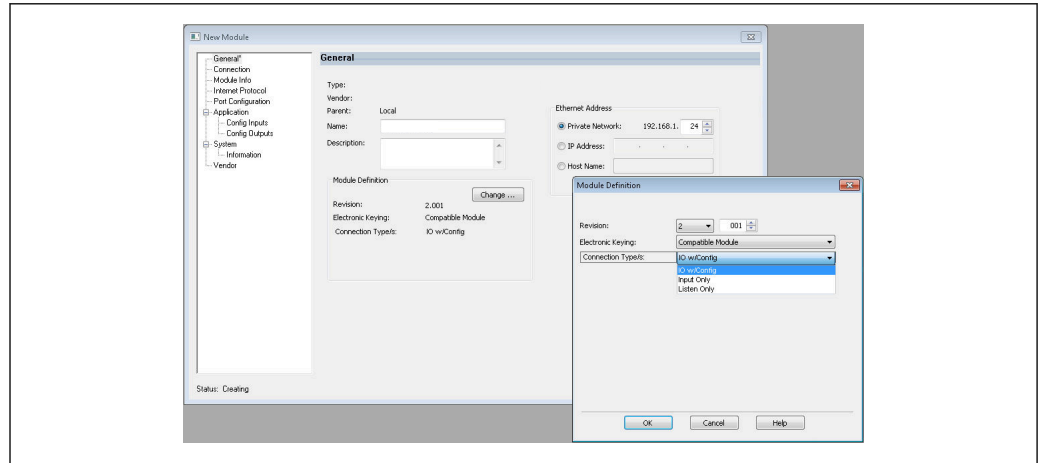 New Module
General*
Connection
Module Info
Internet Protocol
Port Configuration
Application
Config Inputs
Config Outputs
System
Information
Vendor
Status: Creating
General
Type:
Vendor:
Parent: Local
Name:
Description:
Module Definition
Change ...
Revision: 2.001
Electronic Keying: Compatible Module
Connection Type/s: IO w/Config
Ethernet Address
Private Network: 192.168.1. 24
IP Address: . . .
Host Name:
Module Definition
Revision: 2 001
Electronic Keying: Compatible Module
Connection Type/s: IO w/Config
IO w/Config
Input Only
Listen Only
OK Cancel Help